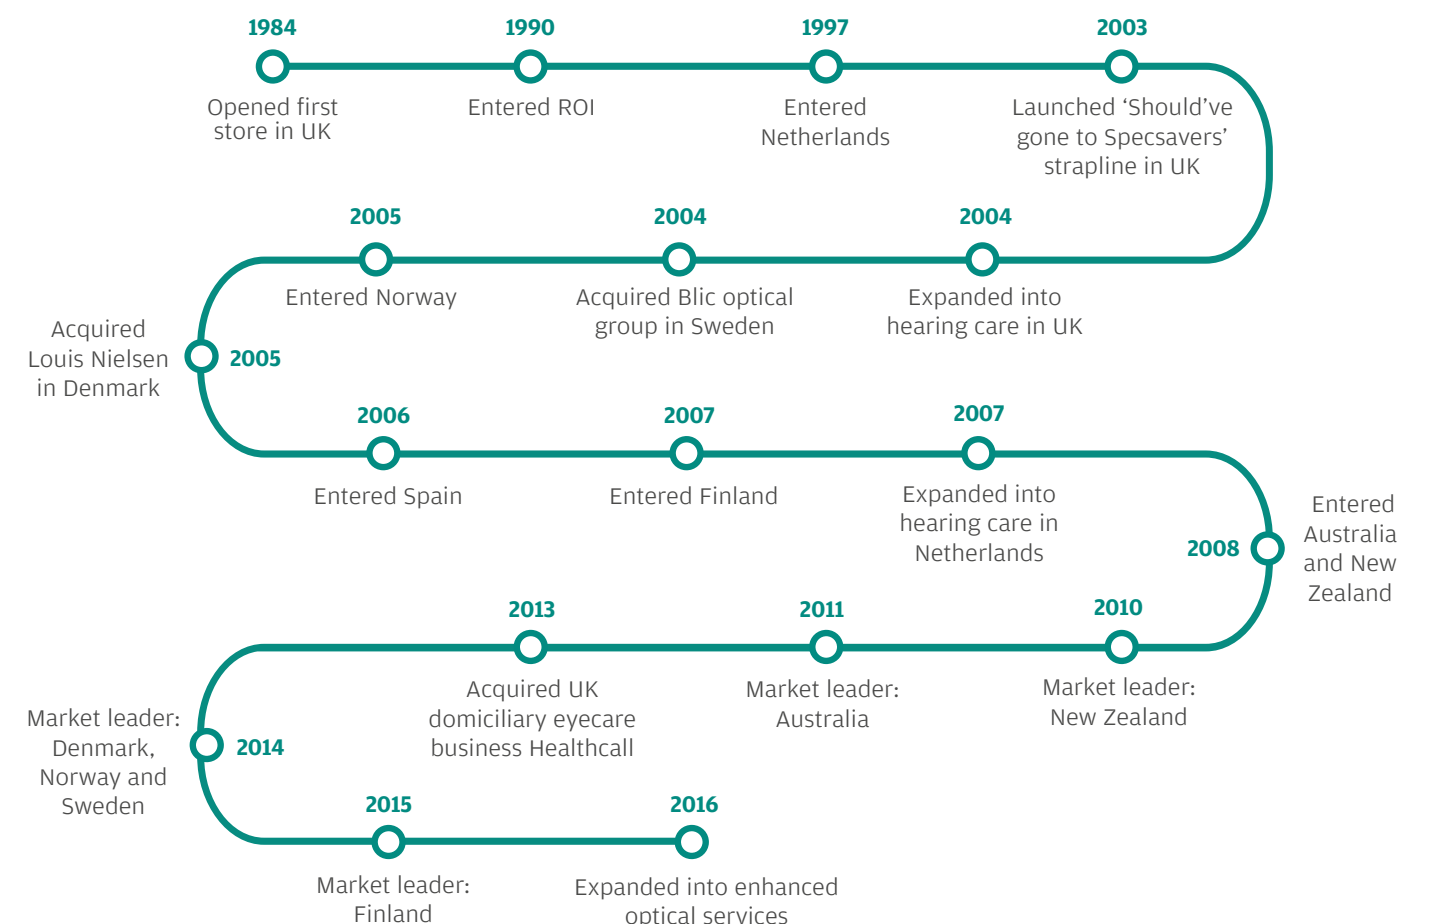 1984
Opened first
store in UK
1990
Entered ROI
1997
Entered
Netherlands
2003
Launched ‘Should’ve
gone to Specsavers’
strapline in UK
2004
Expanded into
hearing care in UK
2004
Acquired Blic optical
group in Sweden
2005
Entered Norway
2005
Acquired
Louis Nielsen
in Denmark
2006
Entered Spain
2007
Entered Finland
2007
Expanded into
hearing care in
Netherlands
2008
Entered
Australia
and New
Zealand
2010
Market leader:
New Zealand
2011
Market leader:
Australia
2013
Acquired UK
domiciliary eyecare
business Healthcall
2014
Market leader:
Denmark,
Norway and
Sweden
2015
Market leader:
Finland
2016
Expanded into enhanced
optical services